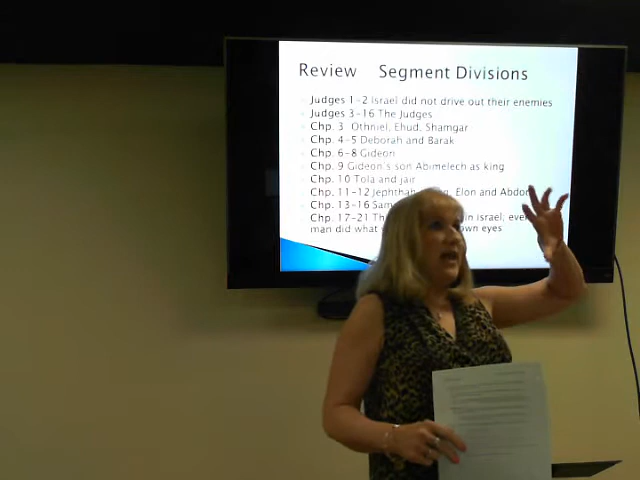 Review Segment Divisions
Judges 1-2 Israel did not drive out their enemies
Judges 3-16 The Judges
Chp. 3 Othniel, Ehud, Shamgar
Chp. 4-5 Deborah and Barak
Chp. 6-8 Gideon
Chp. 9 Gideon's son Abimelech as king
Chp. 10 Tola and Jair
Chp. 11-12 Jephthah Elon and
Chp. 13-16
Chp. 17-21 in israel;
man did what own eyes